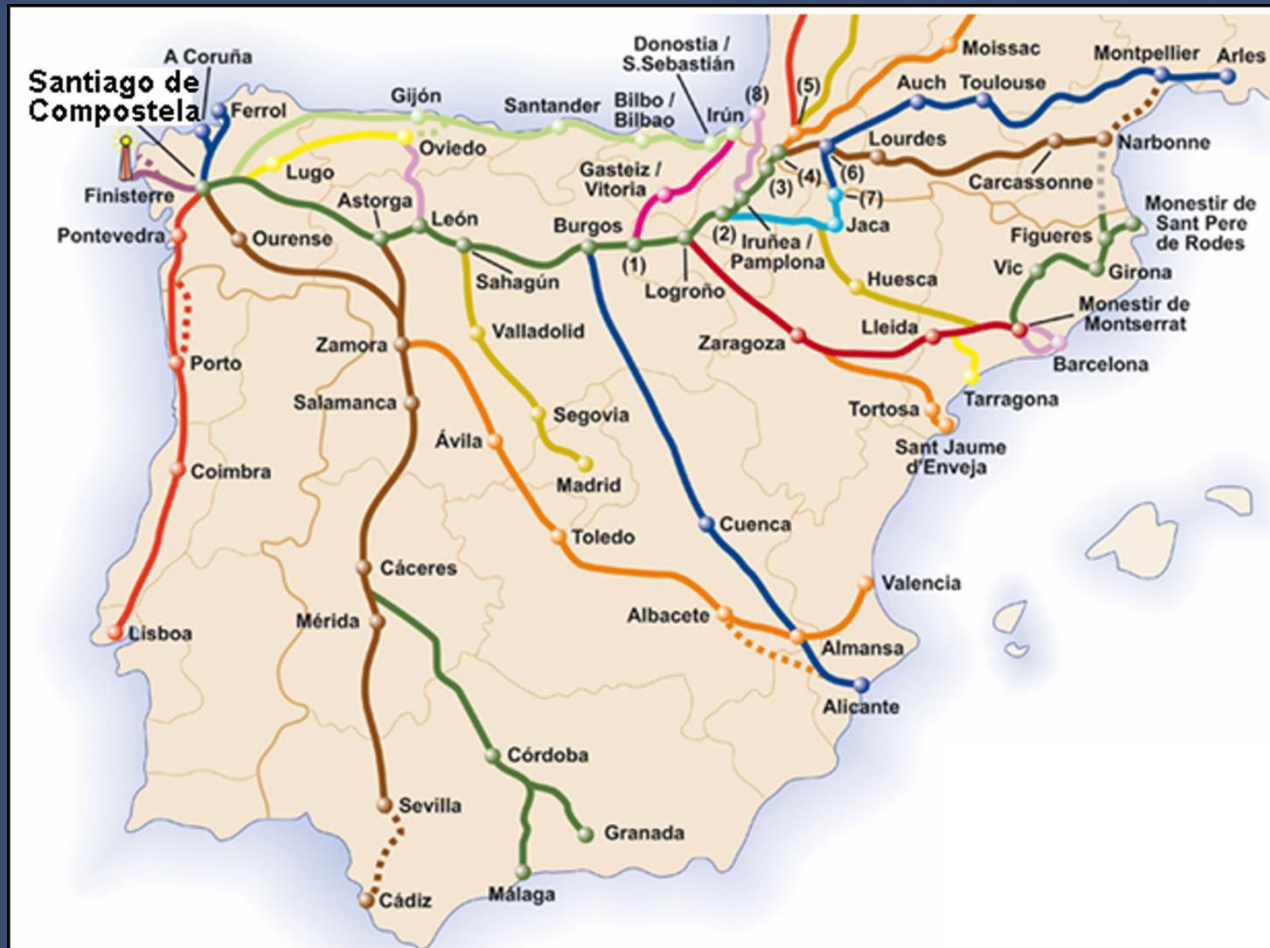 A Coruña
Santiago de
Compostela
Ferrol
Gijón
Santander
Bilbo /
Bilbao
Donostia /
S.Sebastián
Irún
(8)
(5)
Moissac
Auch
Toulouse
Montpellier
Arles
Finisterre
Lugo
Oviedo
Gasteiz /
Vitoria
(3)
(4)
Lourdes
(6)
(7)
Carcassonne
Narbonne
Pontevedra
Ourense
Astorga
León
Sahagún
Burgos
(1)
Logroño
(2)
Iruñea /
Pamplona
Jaca
Huesca
Monestir de
Sant Pere
de Rodes
Figueres
Vic
Girona
Monestir de
Montserrat
Barcelona
Porto
Zamora
Valladolid
Zaragoza
Lleida
Tarragona
Salamanca
Segovia
Tortosa
Sant Jaume
d'Enveja
Ávila
Madrid
Coimbra
Toledo
Cuenca
Cáceres
Valencia
Lisboa
Mérida
Albacete
Almansa
Alicante
Córdoba
Sevilla
Granada
Málaga
Cádiz